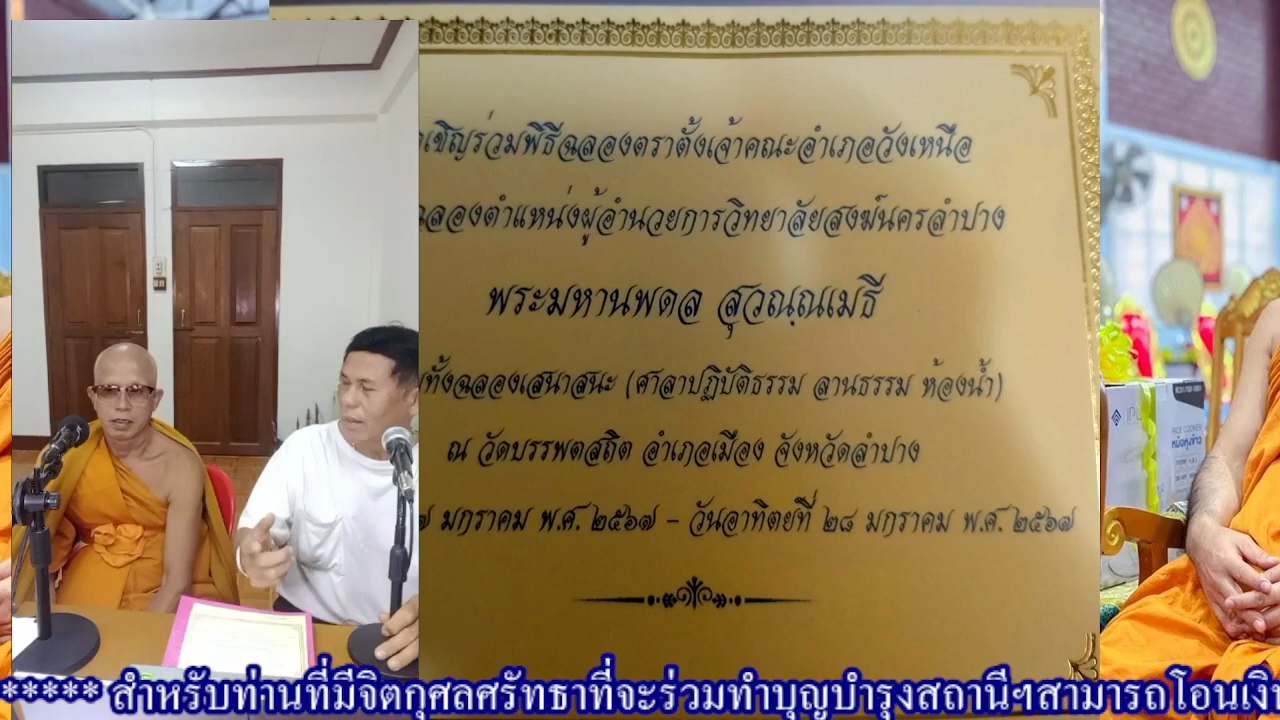 เชิญร่วมพิธีฉลองตราตั้งเจ้าคณะอำเภอวังเหนือ
ฉลองตำแหน่งผู้อำนวยการวิทยาลัยสงฆ์นครลำปาง
พระมหานพดล สุวณฺณเมธี
ทั้งฉลองเสนาสนะ (ศาลาปฏิบัติธรรม ลานธรรม ห้องน้ำ)
ณ วัดบรรพตสถิต อำเภอเมือง จังหวัดลำปาง
๗ มกราคม พ.ศ. ๒๕๖๗ - วันอาทิตย์ที่ ๒๘ มกราคม พ.ศ. ๒๕๖๗
RICE COOKER
หม้อหุงข้าว
***** สำหรับท่านที่มีจิตกุศลศรัทธาที่จะร่วมทำบุญบำรุงสถานีฯสามารถโอนเงิน